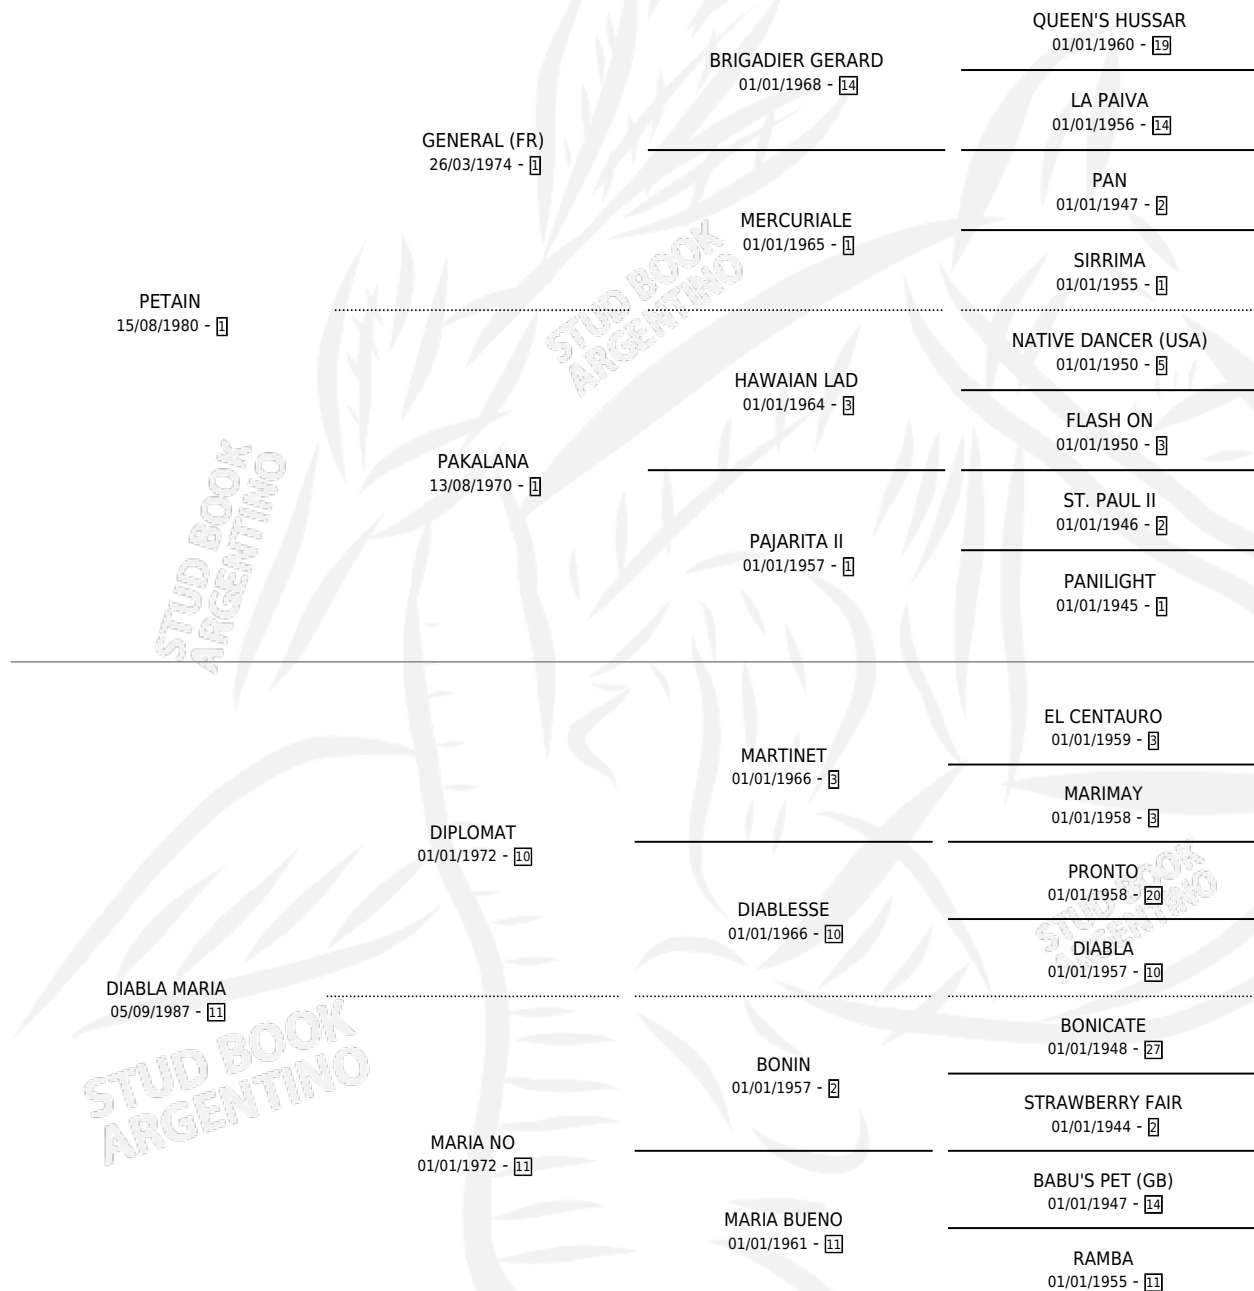 QUEEN'S HUSSAR
01/01/1960 - 19
BRIGADIER GERARD
01/01/1968 - 14
LA PAIVA
01/01/1956 - 14
GENERAL (FR)
26/03/1974 - 1
PAN
01/01/1947 - 2
MERCURIALE
01/01/1965 - 1
SIRRIMA
01/01/1955 - 1
PETAIN
15/08/1980 - 1
NATIVE DANCER (USA)
01/01/1950 - 5
HAWAIAN LAD
01/01/1964 - 3
FLASH ON
01/01/1950 - 3
PAKALANA
13/08/1970 - 1
ST. PAUL II
01/01/1946 - 2
PAJARITA II
01/01/1957 - 1
PANILIGHT
01/01/1945 - 1
STUD BOOK
ARGENTINO
STUD BOOK
ARGENTINO
EL CENTAURO
01/01/1959 - 3
MARTINET
01/01/1966 - 3
MARIMAY
01/01/1958 - 3
DIPLOMAT
01/01/1972 - 10
PRONTO
01/01/1958 - 20
DIABLESSE
01/01/1966 - 10
DIABLA
01/01/1957 - 10
STUD BOOK
ARGENTINO
DIABLA MARIA
05/09/1987 - 11
BONICATE
01/01/1948 - 27
BONIN
01/01/1957 - 2
STRAWBERRY FAIR
01/01/1944 - 2
MARIA NO
01/01/1972 - 11
BABU'S PET (GB)
01/01/1947 - 14
MARIA BUENO
01/01/1961 - 11
RAMBA
01/01/1955 - 11
STUD BOOK
ARGENTINO